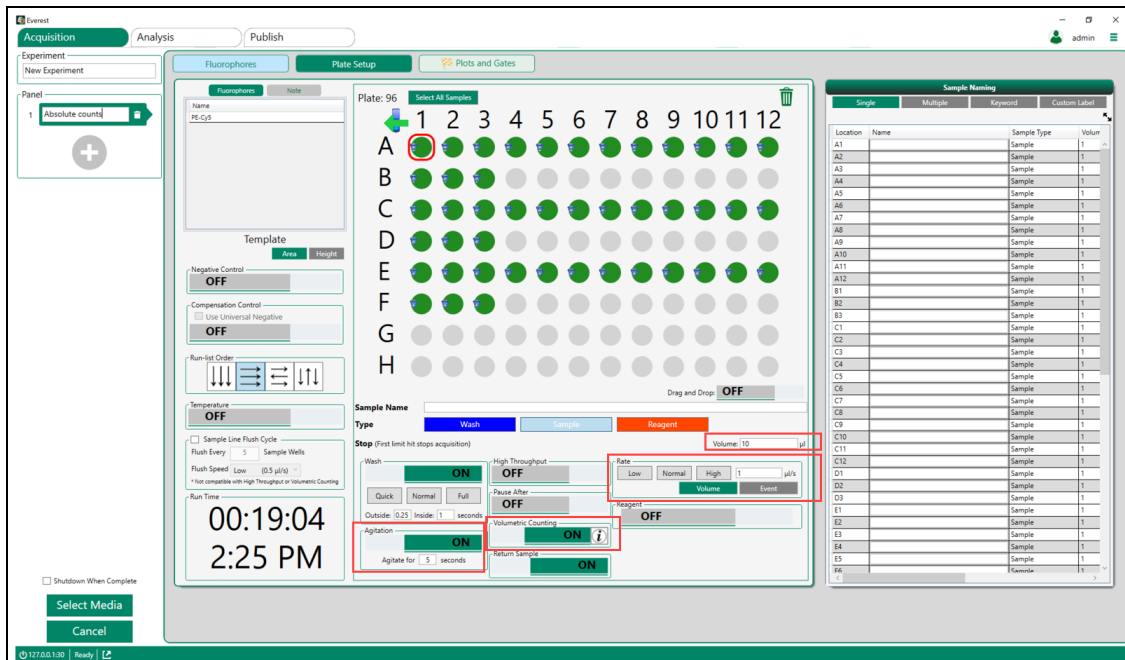 Everest
admin
Acquisition
Analysis
Publish
Experiment
New Experiment
Panel
1 Absolute counts
Fluorophores
Plate Setup
Plots and Gates
Fluorophores
Note
Name
PE-Cy5
Template
Area
Height
Negative Control
OFF
Compensation Control
Use Universal Negative
OFF
Run-list Order
Temperature
OFF
Sample Line Flush Cycle
Flush Every 5 Sample Wells
Flush Speed Low (0.5 µl/s)
* Not compatible with High Throughput or Volumetric Counting
Run Time
00:19:04
2:25 PM
Plate: 96
Select All Samples
1 2 3 4 5 6 7 8 9 10 11 12
A
B
C
D
E
F
G
H
Drag and Drop: OFF
Sample Name
Type
Wash
Sample
Reagent
Stop (First limit hit stops acquisition)
Volume: 10 µl
Wash
ON
Quick
Normal
Full
Outside: 0.25 Inside: 1 seconds
Agitation
ON
Agitate for 5 seconds
High Throughput
OFF
Pause After
OFF
Volumetric Counting
ON
i
Return Sample
ON
Rate
Low
Normal
High
1 µl/s
Volume
Event
Reagent
OFF
Sample Naming
Single
Multiple
Keyword
Custom Label
Location Name Sample Type Volum
A1 Sample 1
A2 Sample 1
A3 Sample 1
A4 Sample 1
A5 Sample 1
A6 Sample 1
A7 Sample 1
A8 Sample 1
A9 Sample 1
A10 Sample 1
A11 Sample 1
A12 Sample 1
B1 Sample 1
B2 Sample 1
B3 Sample 1
C1 Sample 1
C2 Sample 1
C3 Sample 1
C4 Sample 1
C5 Sample 1
C6 Sample 1
C7 Sample 1
C8 Sample 1
C9 Sample 1
C10 Sample 1
C11 Sample 1
C12 Sample 1
D1 Sample 1
D2 Sample 1
D3 Sample 1
E1 Sample 1
E2 Sample 1
E3 Sample 1
E4 Sample 1
E5 Sample 1
E6 Sample 1
Shutdown When Complete
Select Media
Cancel
127.0.0.1:30 Ready